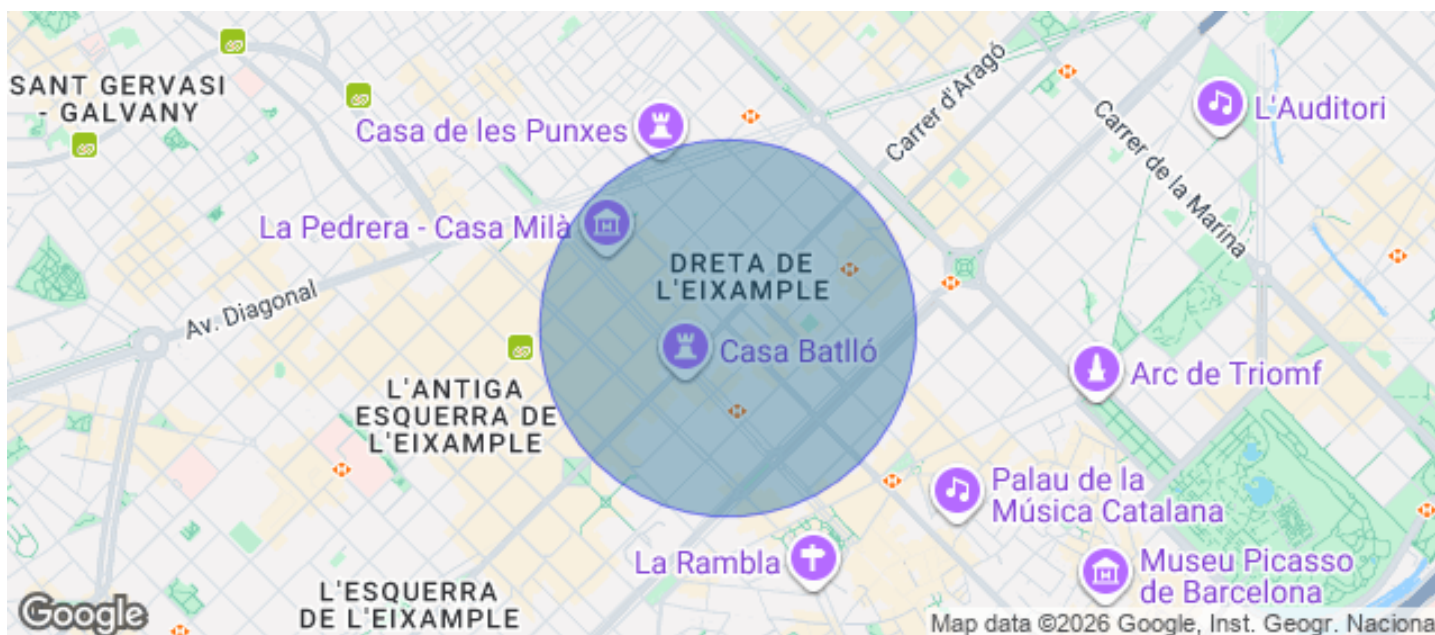 SANT GERVASI
- GALVANY
Casa de les Punxes
Carrer d'Aragó
L'Auditori
Carrer de la Marina
La Pedrera - Casa Milà
DRETA DE
L'EIXAMPLE
Av. Diagonal
Casa Batlló
Arc de Triomf
L'ANTIGA
ESQUERRA DE
L'EIXAMPLE
Palau de la
Música Catalana
La Rambla
Museu Picasso
de Barcelona
L'ESQUERRA
DE L'EIXAMPLE
Google
Map data ©2026 Google, Inst. Geogr. Naciona